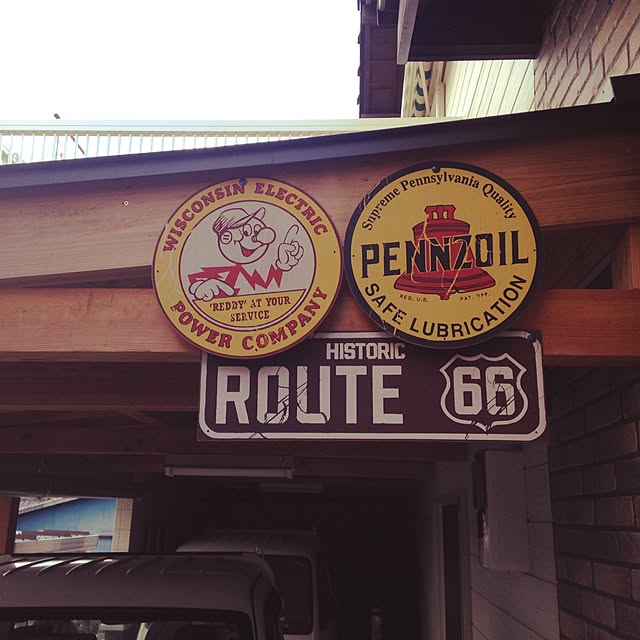 WISCONSIN ELECTRIC
'REDDY' AT YOUR
SERVICE
POWER COMPANY
Supreme Pennsylvania Quality
PENNZOIL
REG. U.S. PAT. OFF.
SAFE LUBRICATION
HISTORIC
ROUTE 66